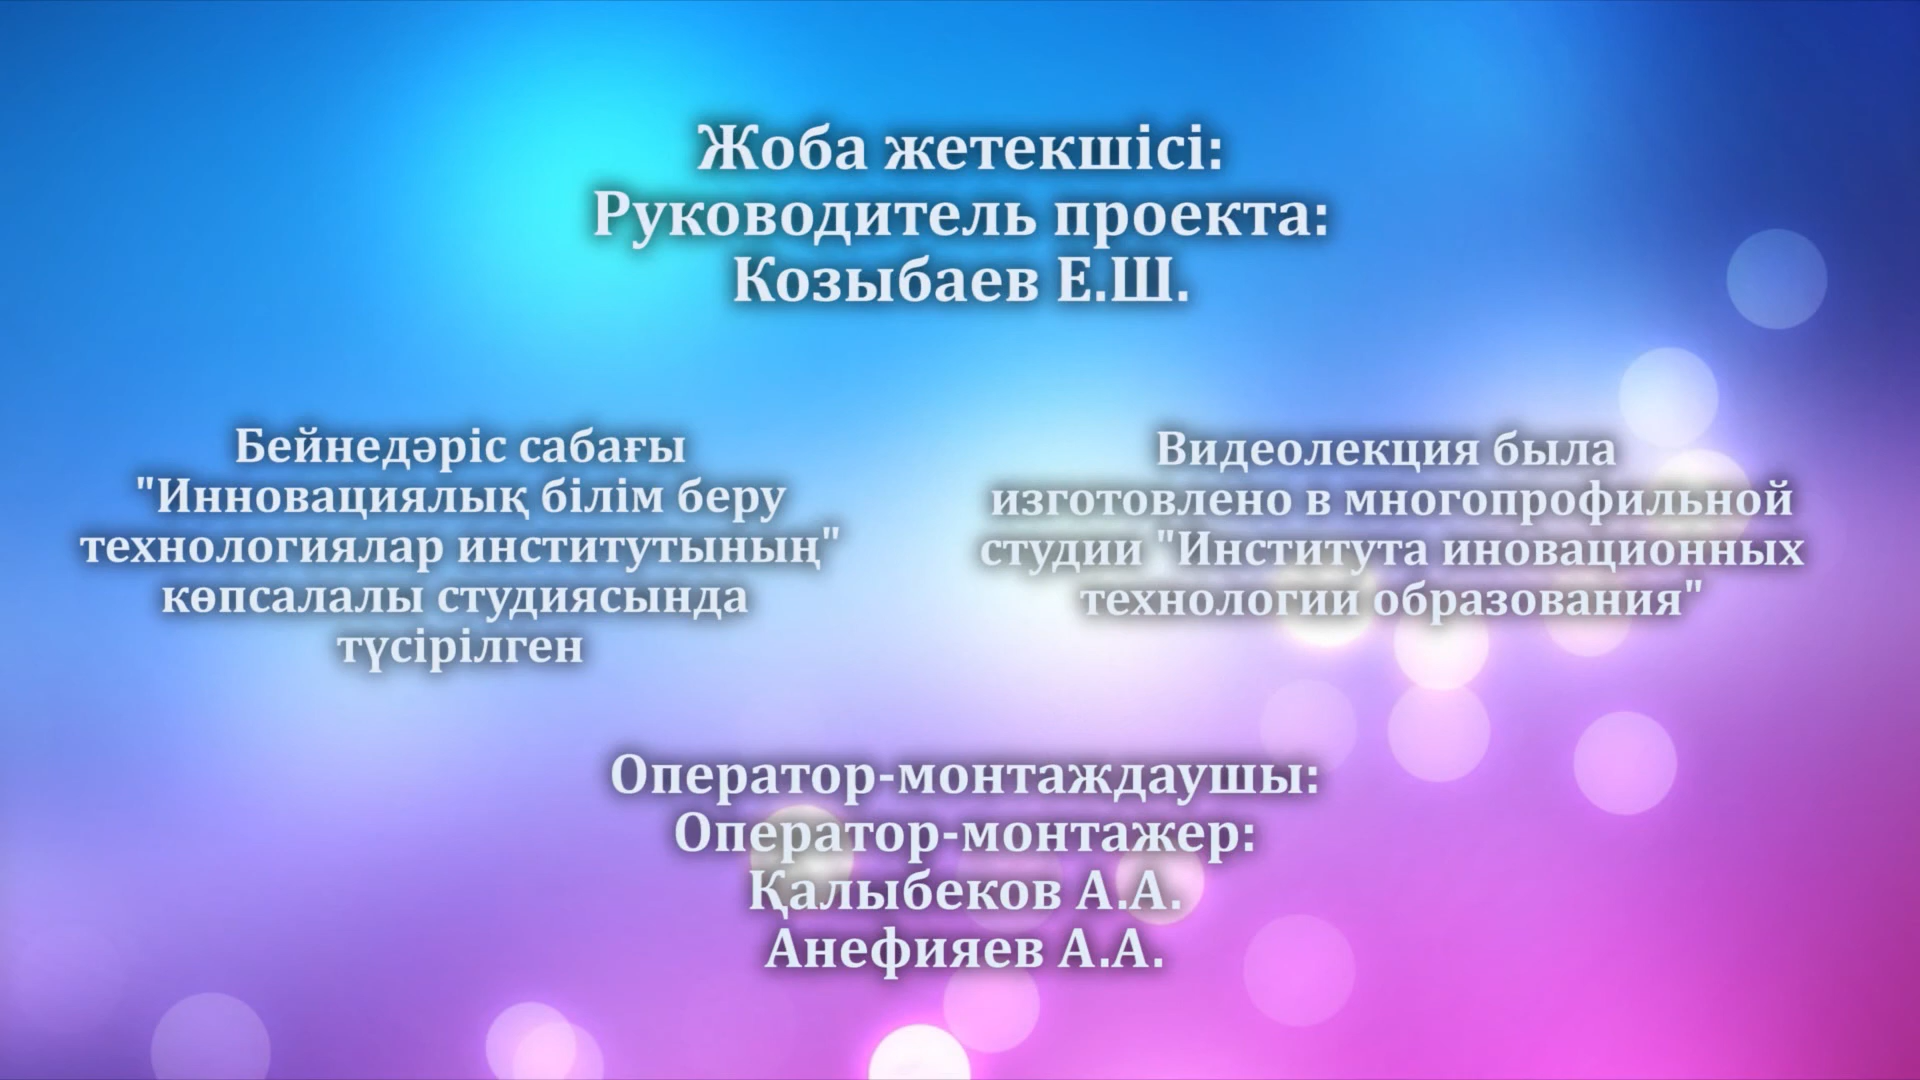 Жоба жетекшісі:
Руководитель проекта:
Козыбаев Е.Ш.
Бейнедәріс сабағы
"Инновациялық білім беру
технологиялар институтының"
көпсалалы студиясында
түсірілген
Видеолекция была
изготовлено в многопрофильной
студии "Института иновационных
технологии образования"
Оператор-монтаждаушы:
Оператор-монтажер:
Қалыбеков А.А.
Анефияев А.А.